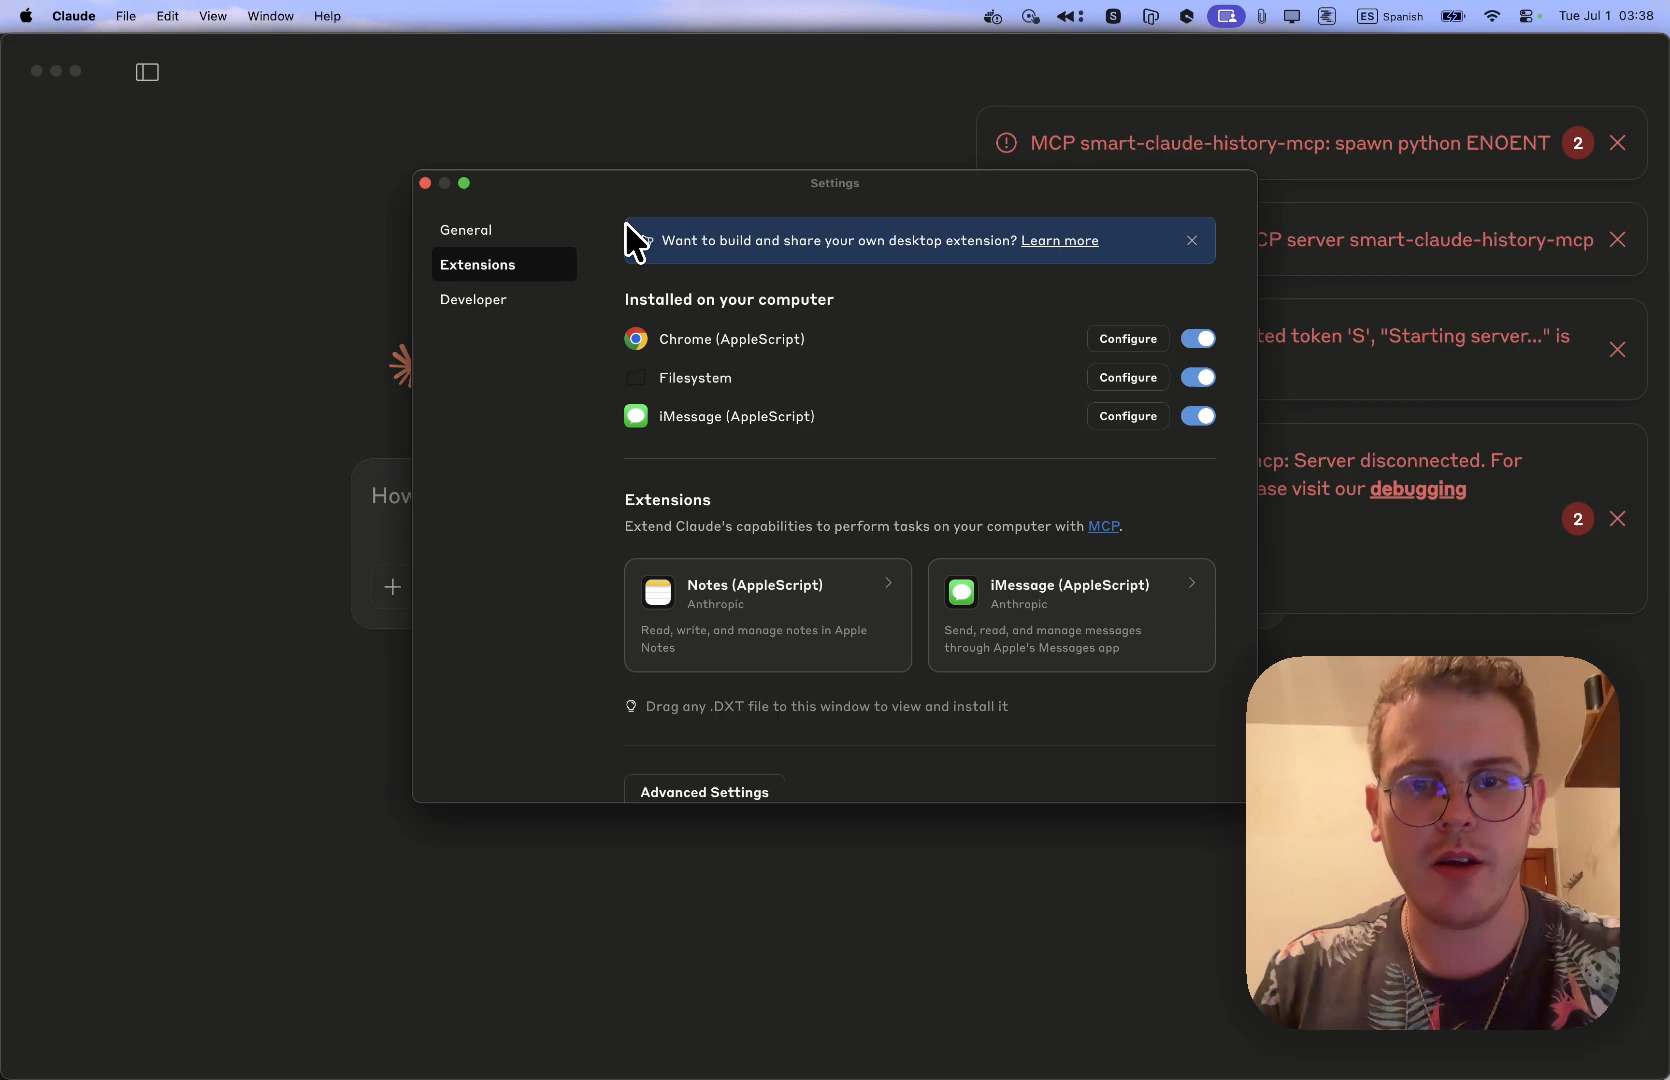 Claude File Edit View Window Help
S ES Spanish Tue Jul 1 03:38
MCP smart-claude-history-mcp: spawn python ENOENT 2
CP server smart-claude-history-mcp
ted token 'S', "Starting server..." is
cp: Server disconnected. For
ase visit our debugging
2
How
Settings
General
Extensions
Developer
Want to build and share your own desktop extension? Learn more
Installed on your computer
Chrome (AppleScript) Configure
Filesystem Configure
iMessage (AppleScript) Configure
Extensions
Extend Claude's capabilities to perform tasks on your computer with MCP.
Notes (AppleScript)
Anthropic
Read, write, and manage notes in Apple
Notes
iMessage (AppleScript)
Anthropic
Send, read, and manage messages
through Apple's Messages app
Drag any .DXT file to this window to view and install it
Advanced Settings